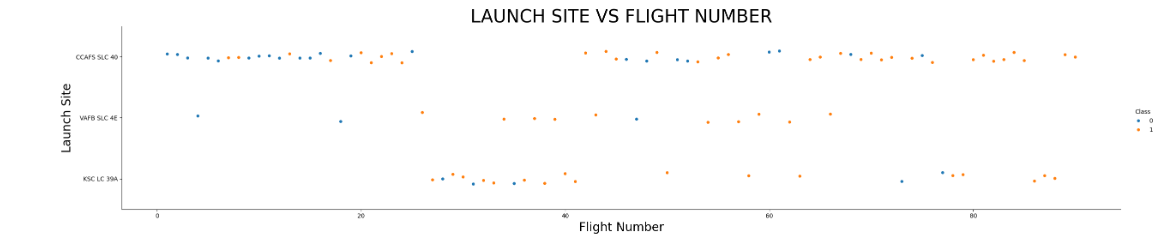 LAUNCH SITE VS FLIGHT NUMBER
CCAFS SLC 40
VAFB SLC 4E
KSC LC 39A
Launch Site
0 20 40 60 80
Flight Number
Class
0
1